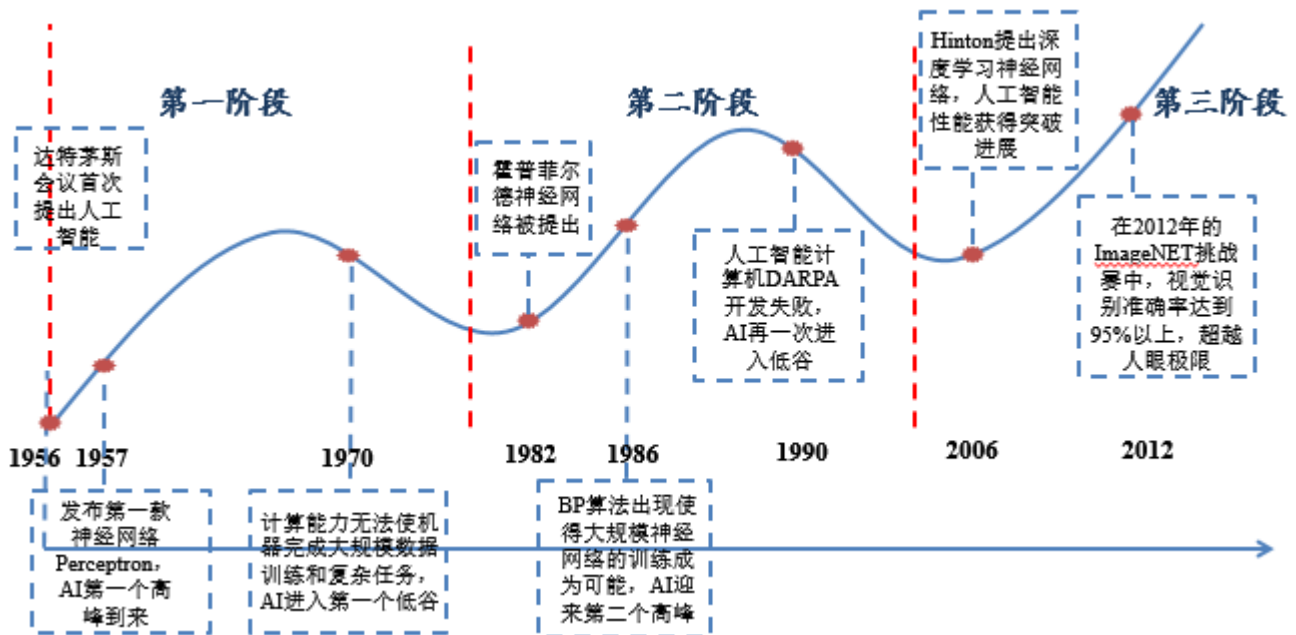 第一阶段
第二阶段
第三阶段
达特茅斯
会议首次
提出人工
智能
霍普菲尔
德神经网
络被提出
Hinton提出深
度学习神经网
络，人工智能
性能获得突破
进展
人工智能计
算机DARPA
开发失败，
AI再一次进
入低谷
在2012年的
ImageNET挑战
赛中，视觉识
别准确率达到
95%以上，超越
人眼极限
1956 1957 1970 1982 1986 1990 2006 2012
发布第一款
神经网络
Perceptron，
AI第一个高
峰到来
计算能力无法使机
器完成大规模数据
训练和复杂任务，
AI进入第一个低谷
BP算法出现使
得大规模神经
网络的训练成
为可能，AI迎
来第二个高峰